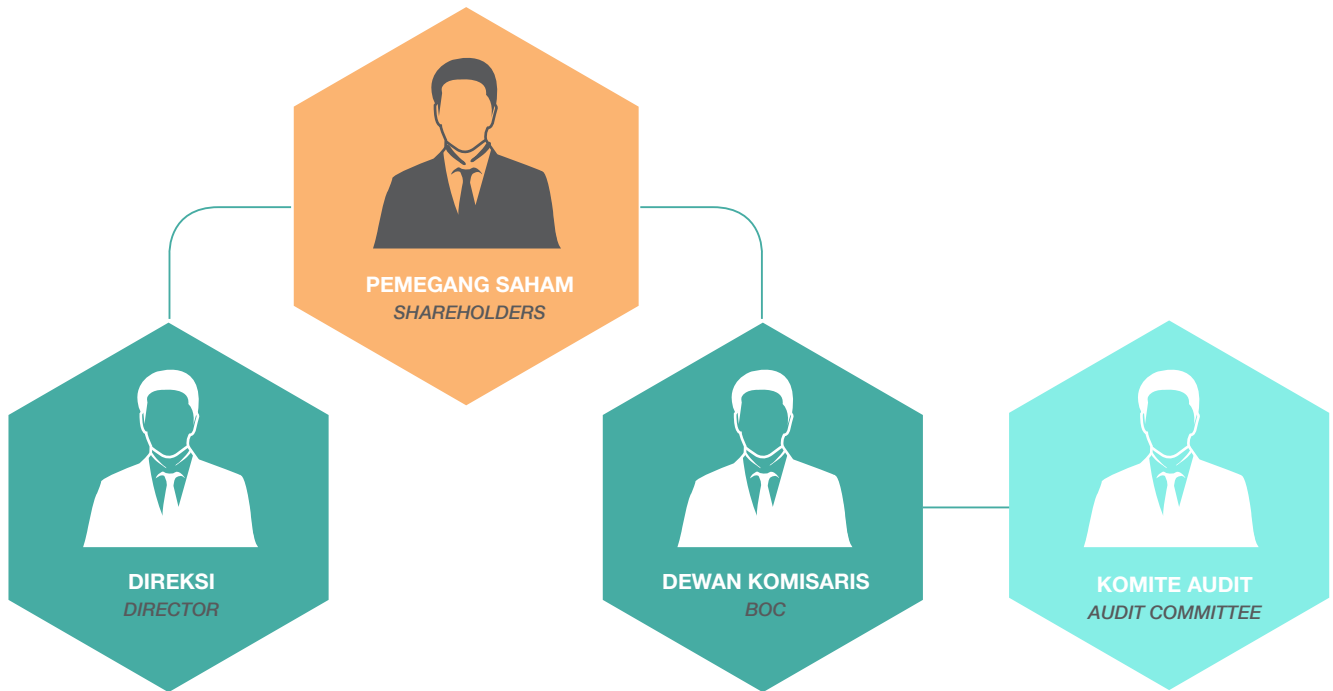 PEMEGANG SAHAM
SHAREHOLDERS
DIREKSI
DIRECTOR
DEWAN KOMISARIS
BOC
KOMITE AUDIT
AUDIT COMMITTEE